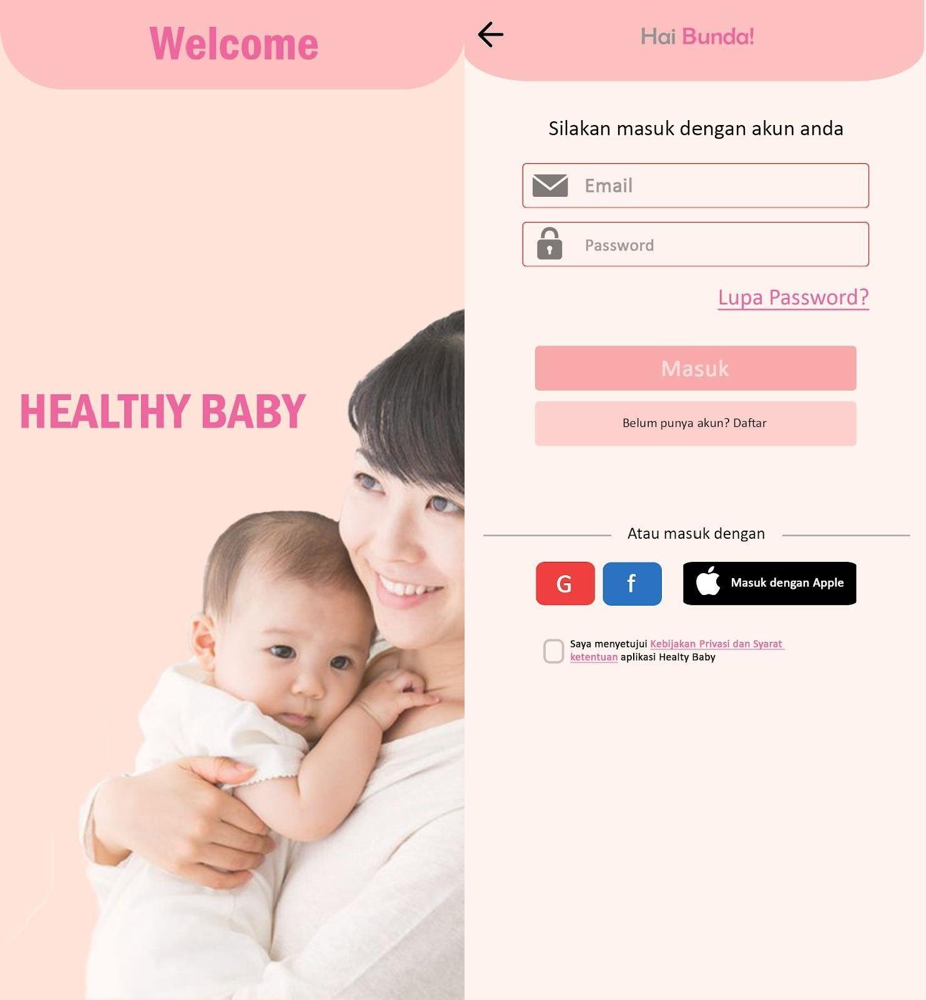 Welcome
HEALTHY BABY
Hai Bunda!
Silakan masuk dengan akun anda
Email
Password
Lupa Password?
Masuk
Belum punya akun? Daftar
Atau masuk dengan
G
f
Masuk dengan Apple
Saya menyetujui Kebijakan Privasi dan Syarat
ketentuan aplikasi Healty Baby